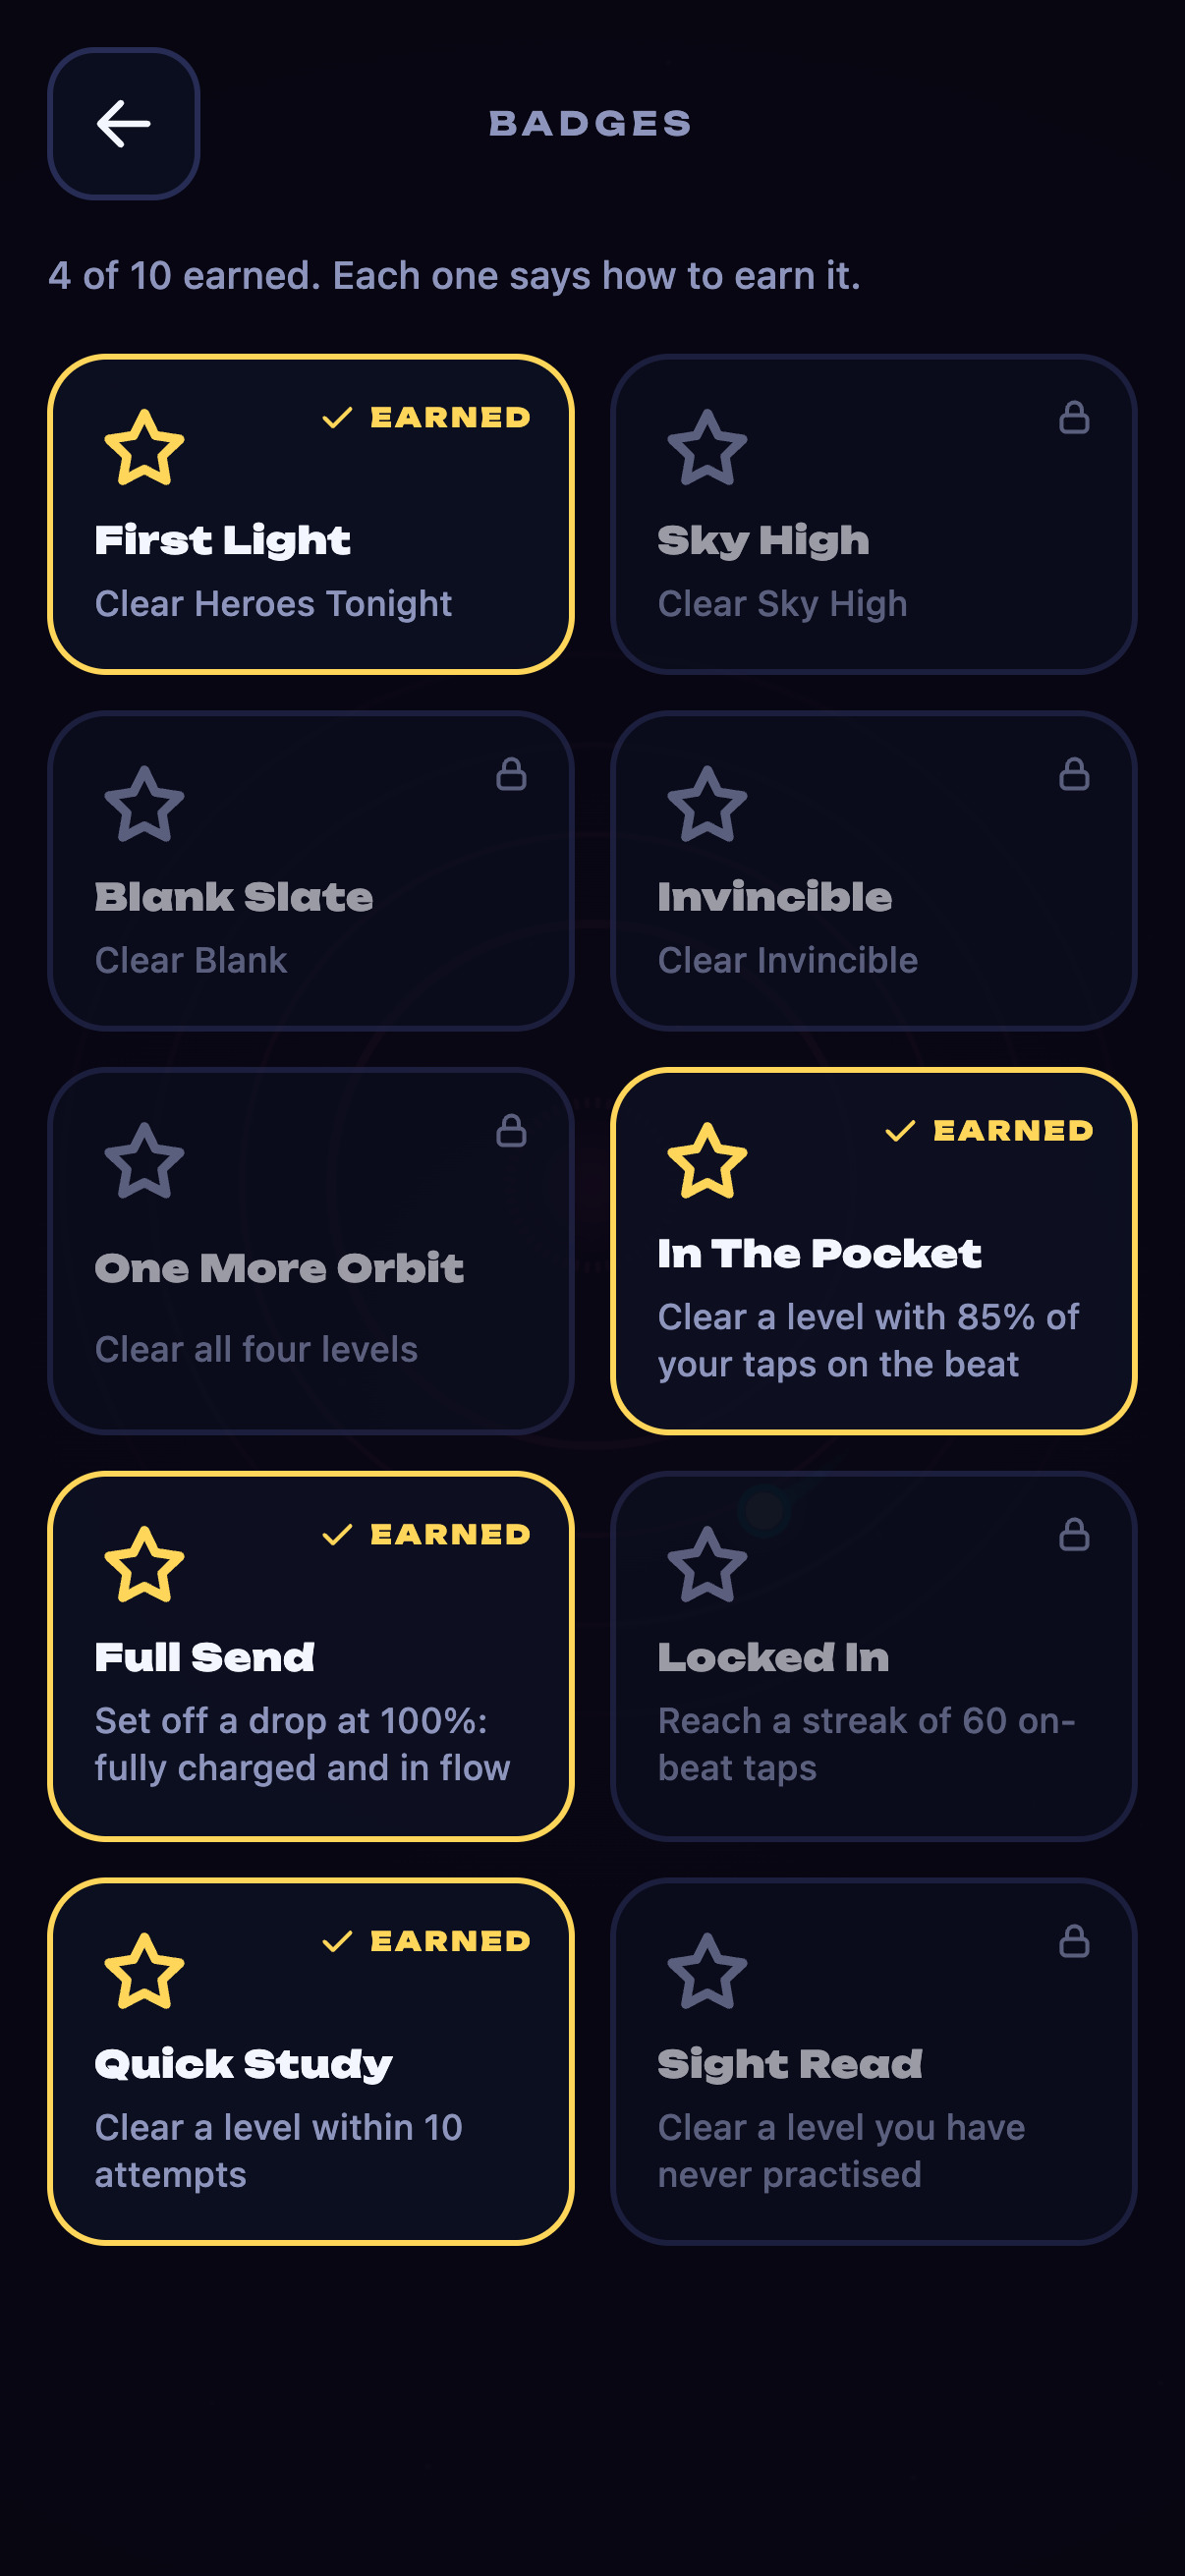 BADGES
4 of 10 earned. Each one says how to earn it.
EARNED
First Light
Clear Heroes Tonight
Sky High
Clear Sky High
Blank Slate
Clear Blank
Invincible
Clear Invincible
One More Orbit
Clear all four levels
EARNED
In The Pocket
Clear a level with 85% of
your taps on the beat
EARNED
Full Send
Set off a drop at 100%:
fully charged and in flow
Locked In
Reach a streak of 60 on-
beat taps
EARNED
Quick Study
Clear a level within 10
attempts
Sight Read
Clear a level you have
never practised